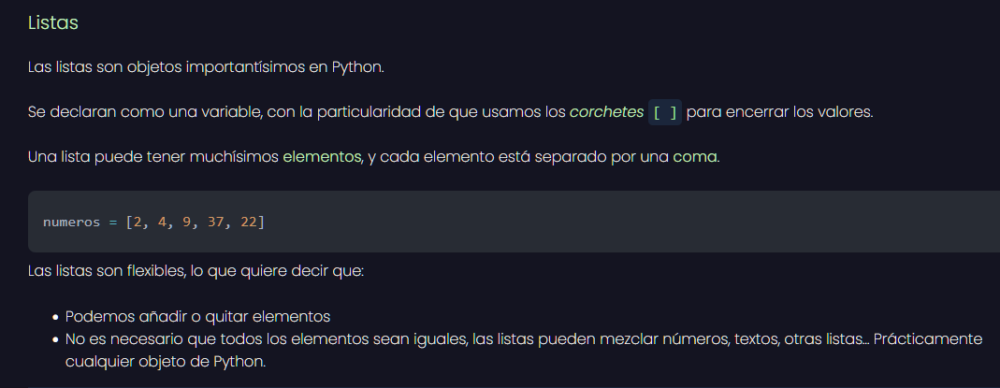 Listas
Las listas son objetos importantísimos en Python.
Se declaran como una variable, con la particularidad de que usamos los corchetes [ ] para encerrar los valores.
Una lista puede tener muchísimos elementos, y cada elemento está separado por una coma.
numeros = [2, 4, 9, 37, 22]
Las listas son flexibles, lo que quiere decir que:
• Podemos añadir o quitar elementos
• No es necesario que todos los elementos sean iguales, las listas pueden mezclar números, textos, otras listas... Prácticamente
cualquier objeto de Python.